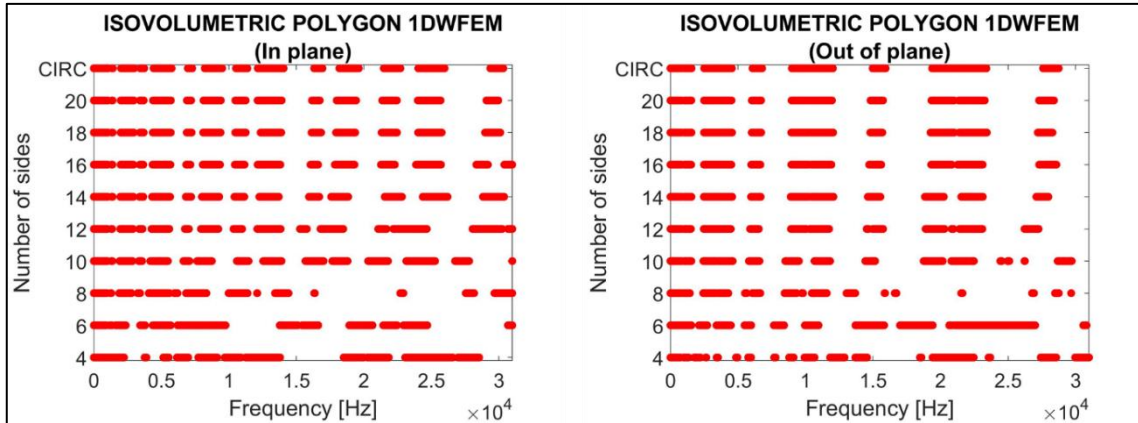 ISOVOLUMETRIC POLYGON 1DWFEM
(In plane)
Number of sides
CIRC
20
18
16
14
12
10
8
6
4
0 0.5 1 1.5 2 2.5 3
Frequency [Hz]
×10⁴
ISOVOLUMETRIC POLYGON 1DWFEM
(Out of plane)
Number of sides
CIRC
20
18
16
14
12
10
8
6
4
0 0.5 1 1.5 2 2.5 3
Frequency [Hz]
×10⁴